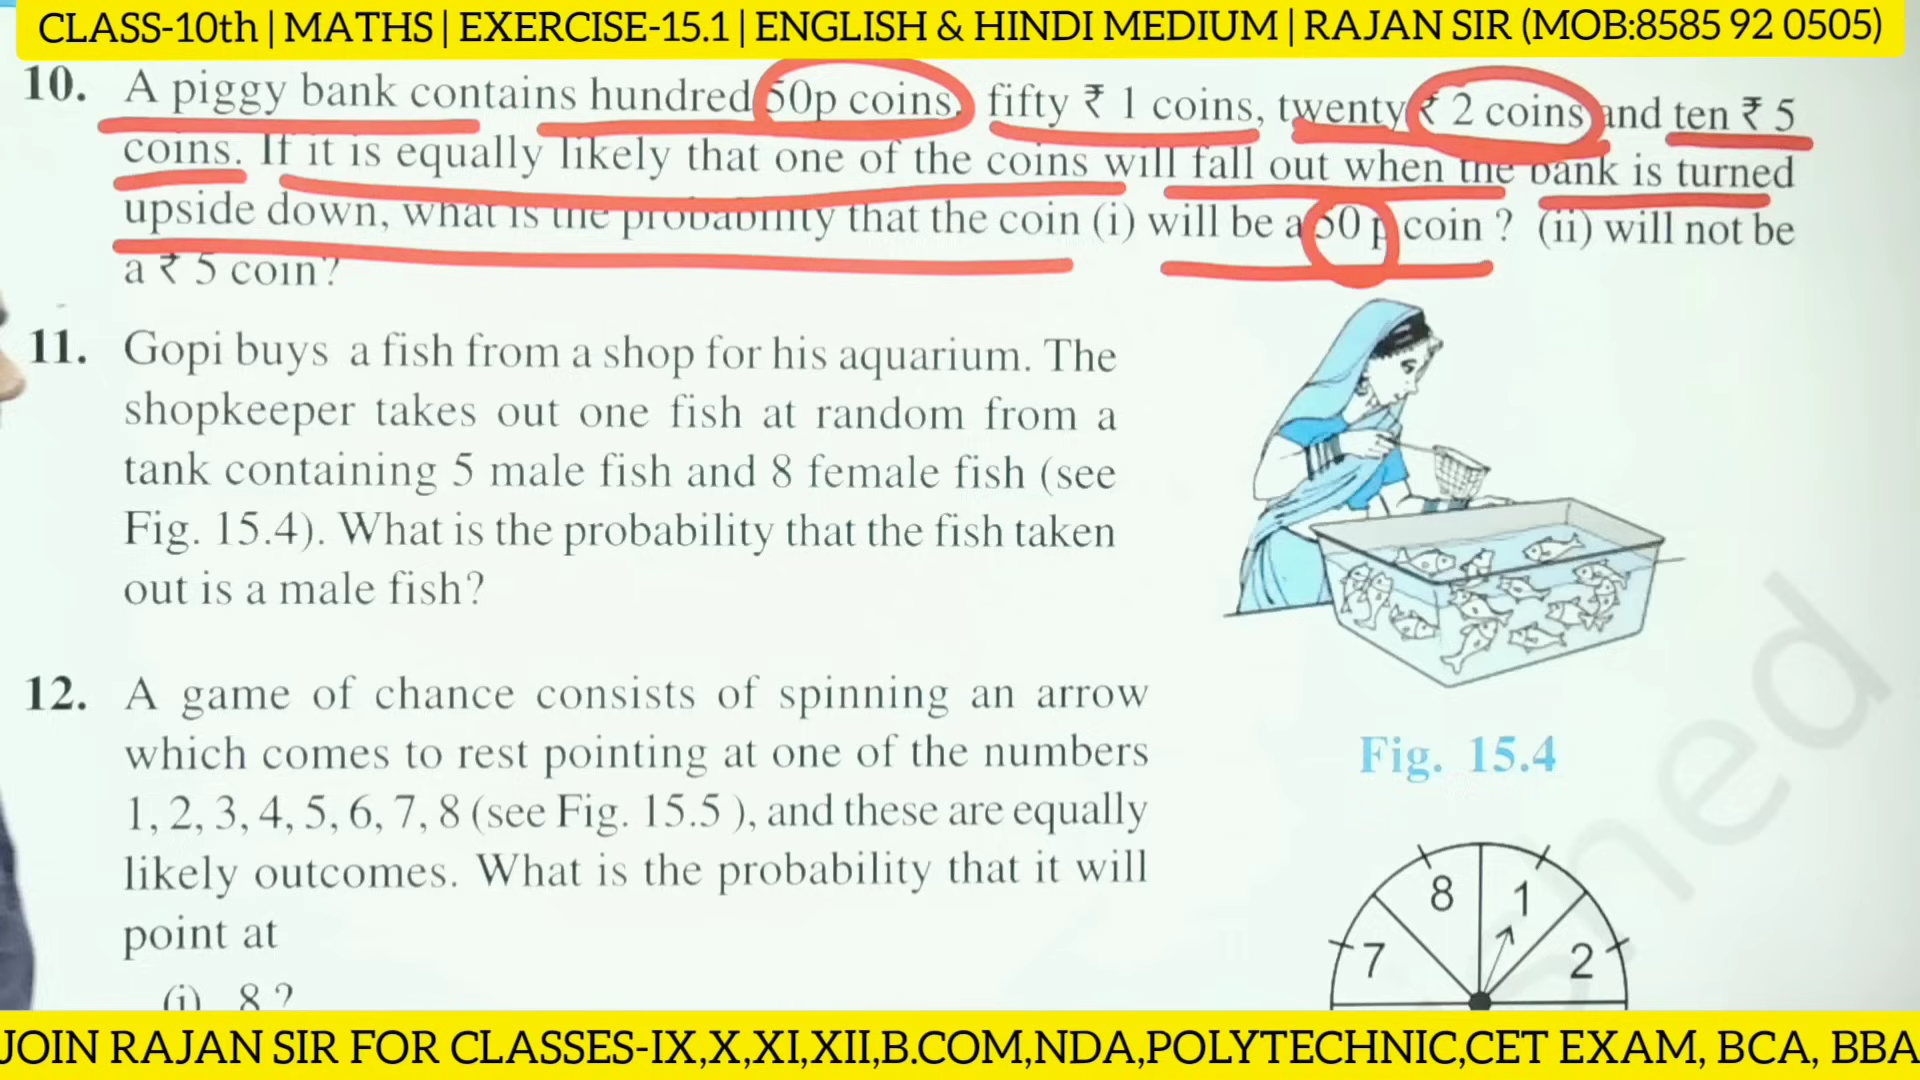 CLASS-10th | MATHS | EXERCISE-15.1 | ENGLISH & HINDI MEDIUM | RAJAN SIR (MOB:8585 92 0505)
10. A piggy bank contains hundred 50p coins, fifty ₹ 1 coins, twenty ₹ 2 coins and ten ₹ 5
coins. If it is equally likely that one of the coins will fall out when the bank is turned
upside down, what is the probability that the coin (i) will be a 50 p coin ? (ii) will not be
a ₹ 5 coin?
11. Gopi buys a fish from a shop for his aquarium. The
shopkeeper takes out one fish at random from a
tank containing 5 male fish and 8 female fish (see
Fig. 15.4). What is the probability that the fish taken
out is a male fish?
Fig. 15.4
12. A game of chance consists of spinning an arrow
which comes to rest pointing at one of the numbers
1, 2, 3, 4, 5, 6, 7, 8 (see Fig. 15.5 ), and these are equally
likely outcomes. What is the probability that it will
point at
(i) 8 ?
8 1
7 2
JOIN RAJAN SIR FOR CLASSES-IX,X,XI,XII,B.COM,NDA,POLYTECHNIC,CET EXAM, BCA, BBA